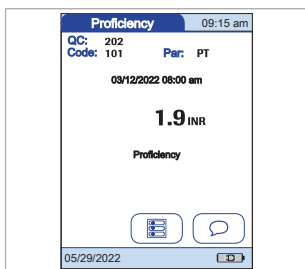 Proficiency 09:15 am
QC: 202
Code: 101 Par: PT
03/12/2022 08:00 am
1.9 INR
Proficiency
05/29/2022